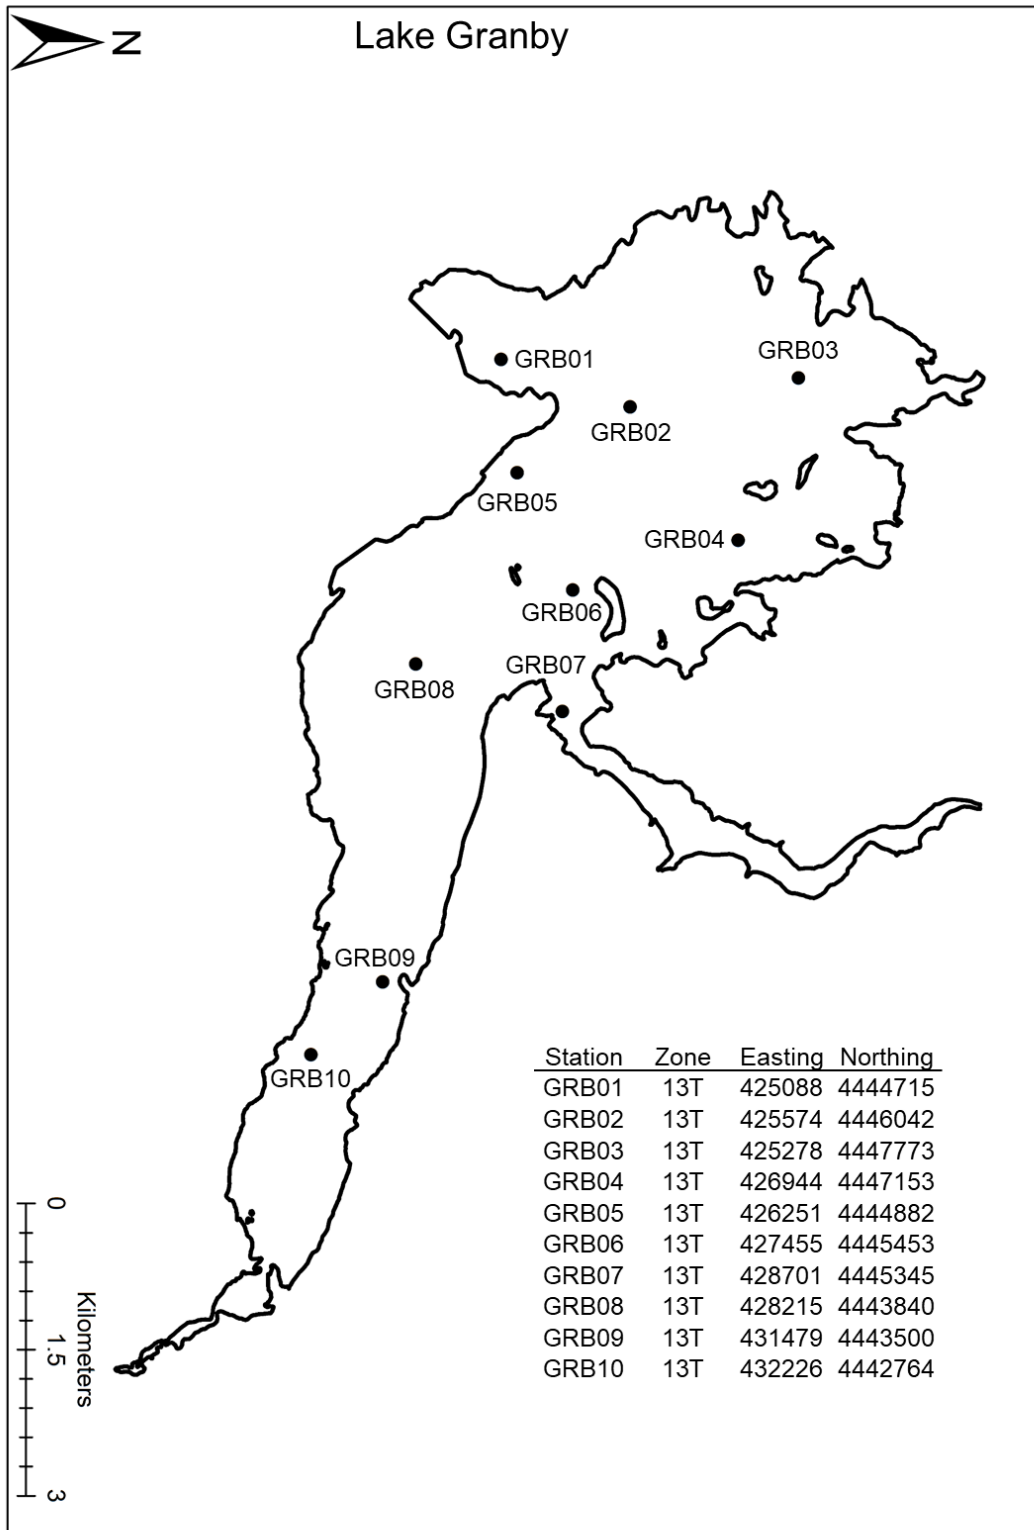 N
Lake Granby
GRB01
GRB03
GRB02
GRB05
GRB04
GRB06
GRB07
GRB08
GRB09
GRB10
Station Zone Easting Northing
GRB01 13T 425088 4444715
GRB02 13T 425574 4446042
GRB03 13T 425278 4447773
GRB04 13T 426944 4447153
GRB05 13T 426251 4444882
GRB06 13T 427455 4445453
GRB07 13T 428701 4445345
GRB08 13T 428215 4443840
GRB09 13T 431479 4443500
GRB10 13T 432226 4442764
0 1.5 3
Kilometers